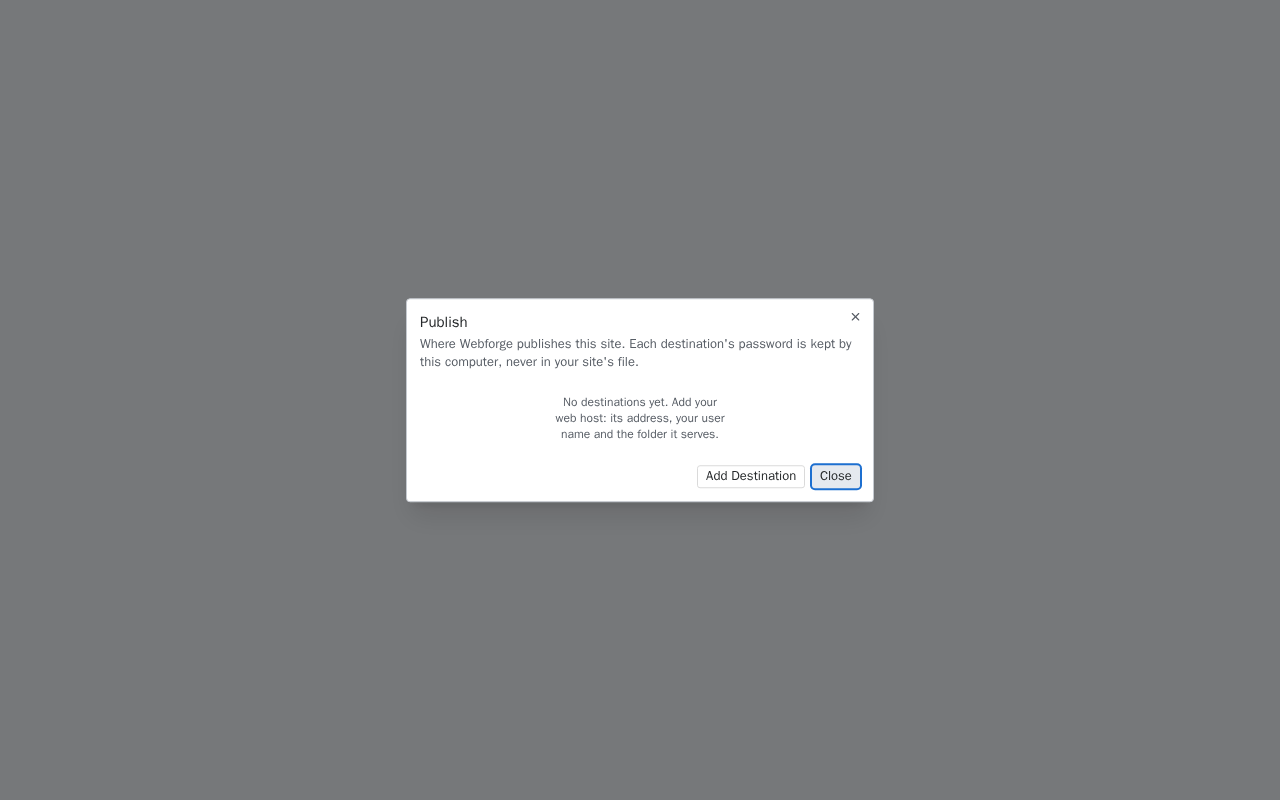 Publish
Where Webforge publishes this site. Each destination's password is kept by
this computer, never in your site's file.
No destinations yet. Add your
web host: its address, your user
name and the folder it serves.
Add Destination
Close